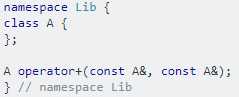 namespace Lib {
class A {
};
A operator+(const A&, const A&);
} // namespace Lib